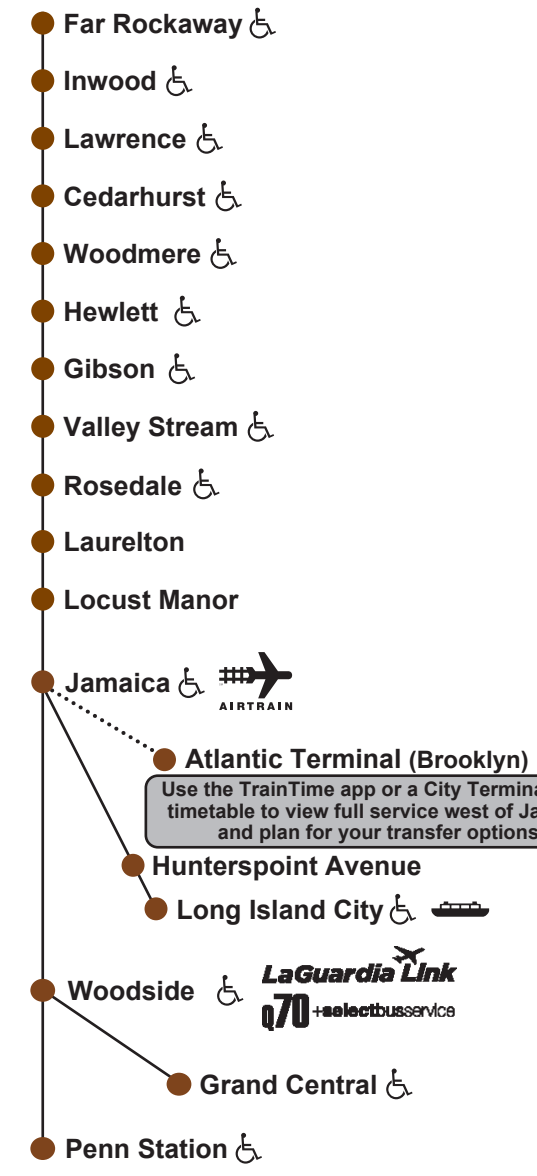 Far Rockaway
Inwood
Lawrence
Cedarhurst
Woodmere
Hewlett
Gibson
Valley Stream
Rosedale
Laurelton
Locust Manor
Jamaica
AIRTRAIN
Atlantic Terminal (Brooklyn)
Use the TrainTime app or a City
timetable to view full service west of
and plan for your transfer options
Hunterspoint Avenue
Long Island City
LaGuardia Link
Woodside
Q70 +selectbusservice
Grand Central
Penn Station